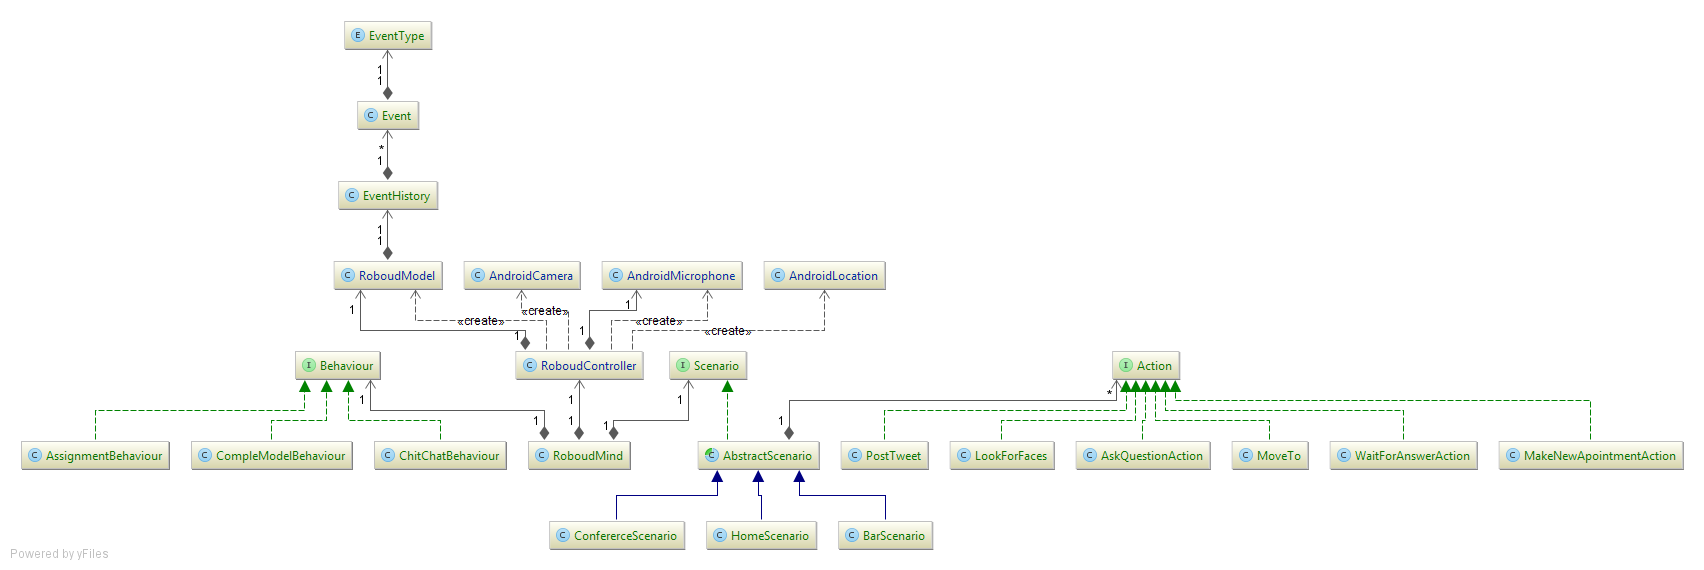 E EventType
1
1
C Event
*
1
C EventHistory
1
1
C RoboudModel
C AndroidCamera
C AndroidMicrophone
C AndroidLocation
1
«create»
«create»
1
«create»
«create»
1
1
I Behaviour
C RoboudController
I Scenario
I Action
1
1
1
1
1
1
1
*
C AssignmentBehaviour
C CompleModelBehaviour
C ChitChatBehaviour
C RoboudMind
C AbstractScenario
C PostTweet
C LookForFaces
C AskQuestionAction
C MoveTo
C WaitForAnswerAction
C MakeNewApointmentAction
C ConfererceScenario
C HomeScenario
C BarScenario
Powered by yFiles